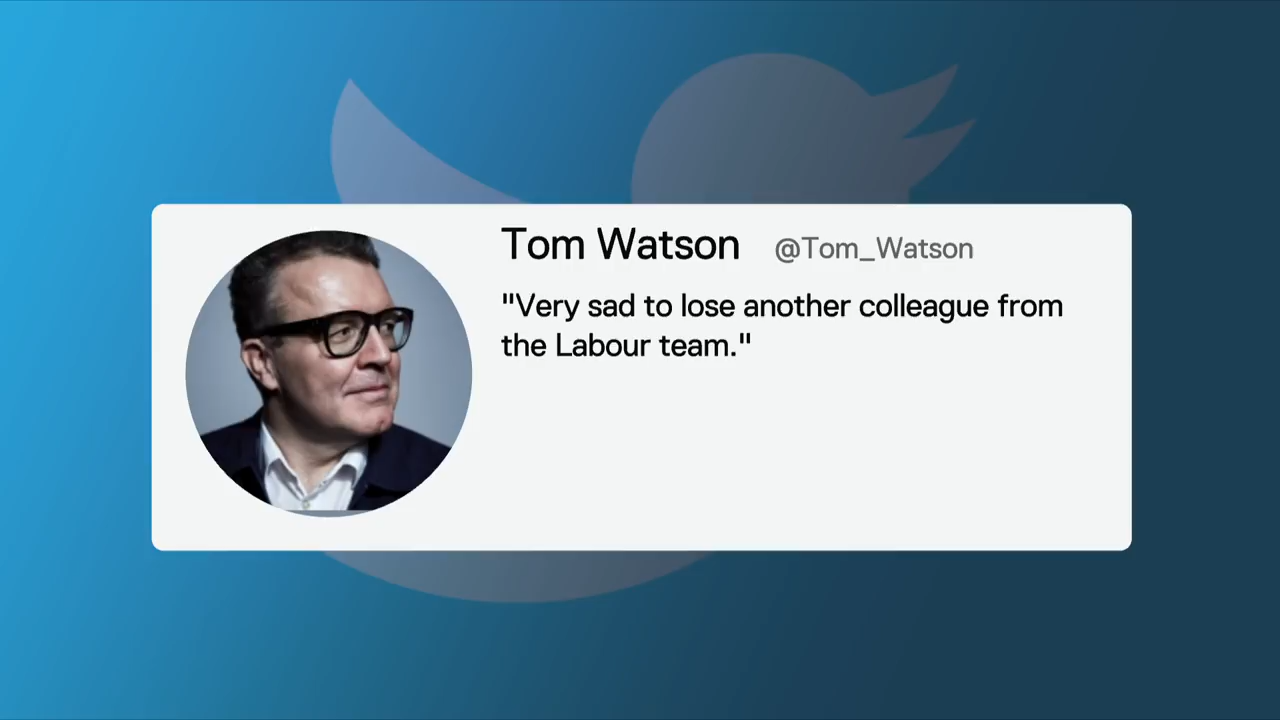 Tom Watson @Tom_Watson
"Very sad to lose another colleague from
the Labour team."